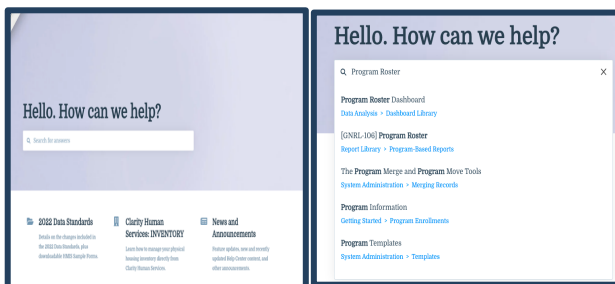 Hello. How can we help?
Search for answers
2022 Data Standards
Details on the changes included in
the 2022 Data Standards, plus
downloadable HMIS Sample Forms.
Clarity Human
Services: INVENTORY
Learn how to manage your physical
housing inventory directly from
Clarity Human Services.
News and
Announcements
Feature updates, new and recently
updated Help Center content, and
other announcements.
Hello. How can we help?
Program Roster X
Program Roster Dashboard
Data Analysis > Dashboard Library
[GNRL-106] Program Roster
Report Library > Program-Based Reports
The Program Merge and Program Move Tools
System Administration > Merging Records
Program Information
Getting Started > Program Enrollments
Program Templates
System Administration > Templates